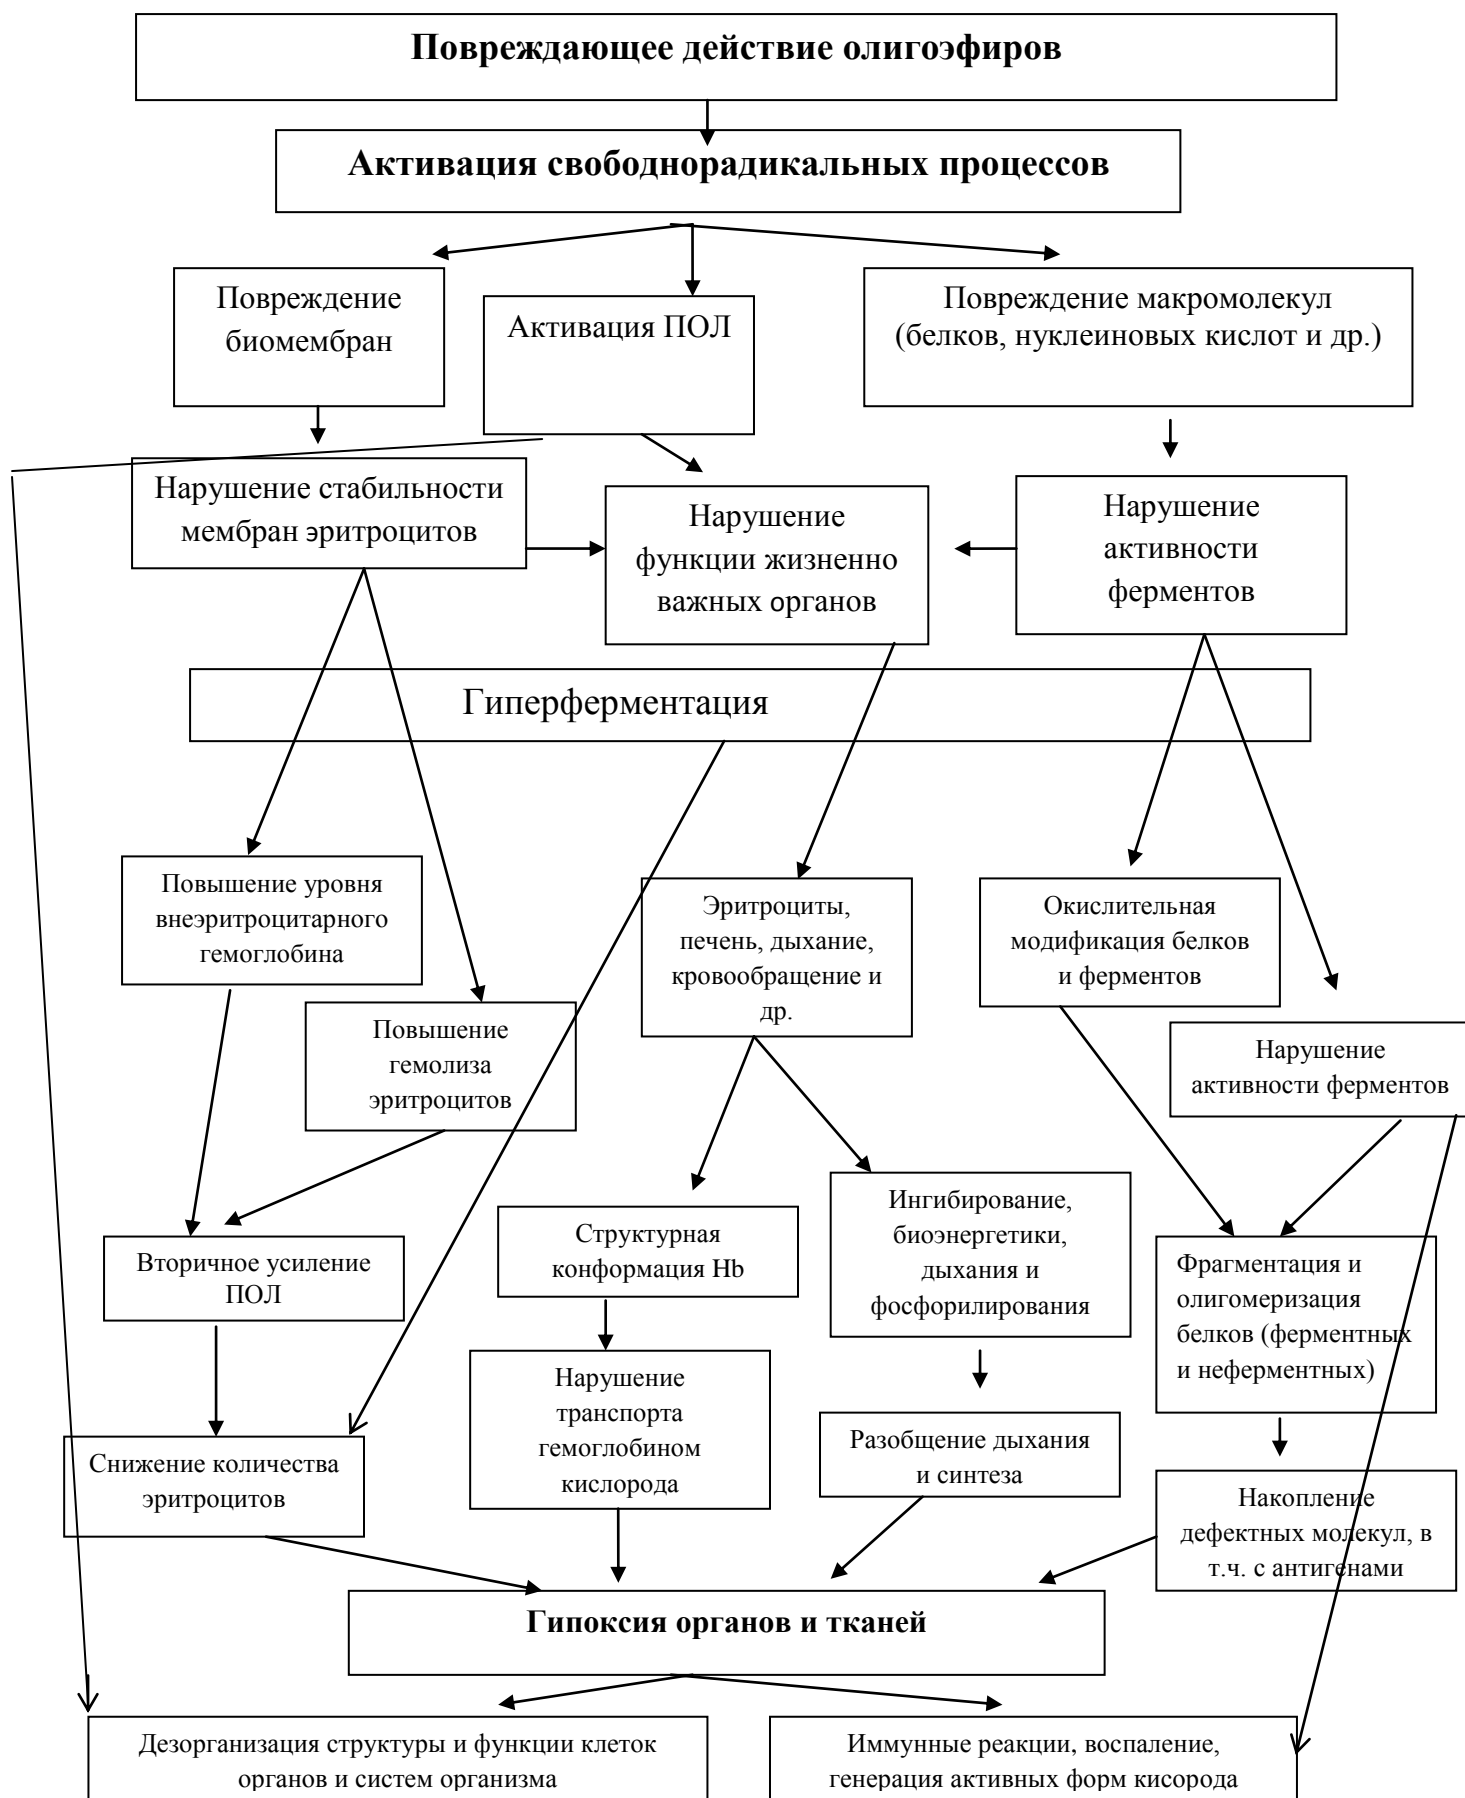 Повреждающее действие олигоэфиров
Активация свободнорадикальных процессов
Повреждение
биомембран
Активация ПОЛ
Повреждение макромолекул
(белков, нуклеиновых кислот и др.)
Нарушение стабильности
мембран эритроцитов
Нарушение
функции жизненно
важных органов
Нарушение
активности
ферментов
Гиперферментация
Повышение уровня
внеэритроцитарного
гемоглобина
Эритроциты,
печень, дыхание,
кровообращение и
др.
Окислительная
модификация белков
и ферментов
Повышение
гемолиза
эритроцитов
Нарушение
активности ферментов
Вторичное усиление
ПОЛ
Структурная
конформация Hb
Ингибирование,
биоэнергетики,
дыхания и
фосфорилирования
Фрагментация и
олигомеризация
белков (ферментных
и неферментных)
Снижение количества
эритроцитов
Нарушение
транспорта
гемоглобином
кислорода
Разобщение дыхания
и синтеза
Накопление
дефектных молекул, в
т.ч. с антигенами
Гипоксия органов и тканей
Дезорганизация структуры и функции клеток
органов и систем организма
Иммунные реакции, воспаление,
генерация активных форм кисорода